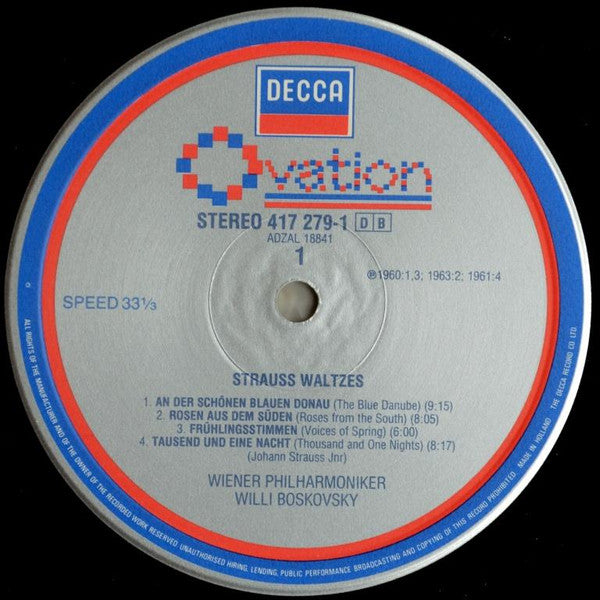 DECCA
Ovation
STEREO 417 279-1 DB
ADZAL 18841
1
℗1960:1,3; 1963:2; 1961:4
SPEED 33⅓
STRAUSS WALTZES
1. AN DER SCHÖNEN BLAUEN DONAU (The Blue Danube) (9:15)
2. ROSEN AUS DEM SÜDEN (Roses from the South) (8:05)
3. FRÜHLINGSSTIMMEN (Voices of Spring) (6:00)
4. TAUSEND UND EINE NACHT (Thousand and One Nights) (8:17)
(Johann Strauss Jnr)
WIENER PHILHARMONIKER
WILLI BOSKOVSKY
ALL RIGHTS OF THE MANUFACTURER AND OF THE OWNER OF THE RECORDED WORK RESERVED UNAUTHORISED HIRING, LENDING, PUBLIC PERFORMANCE BROADCASTING AND COPYING OF THIS RECORD PROHIBITED. MADE IN HOLLAND THE DECCA RECORD CO LTD.